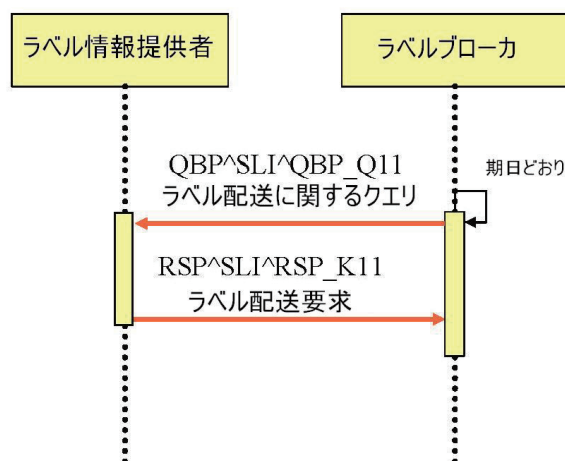 ラベル情報提供者
ラベルブローカ
QBP^SLI^QBP_Q11
ラベル配送に関するクエリ
期日どおり
RSP^SLI^RSP_K11
ラベル配送要求